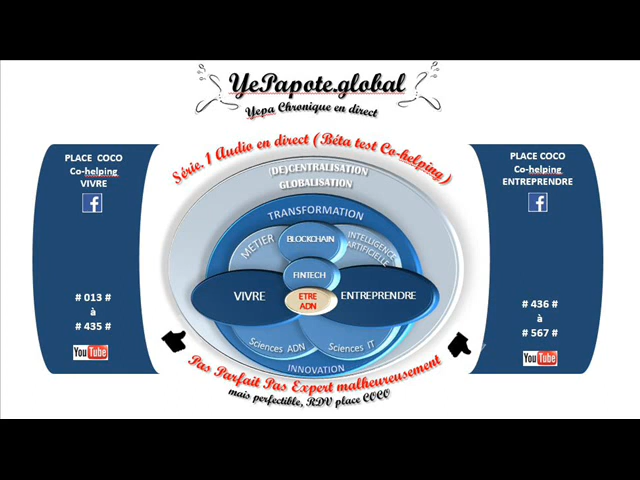 YePapote.global
Yepa Chronique en direct
Série, 1 Audio en direct (Béta test Co-helping)
PLACE COCO
Co-helping
VIVRE
# 013 #
à
# 435 #
YouTube
(DE)CENTRALISATION
GLOBALISATION
TRANSFORMATION
METIER
BLOCKCHAIN
INTELLIGENCE
ARTIFICIELLE
FINTECH
VIVRE
ETRE
ADN
ENTREPRENDRE
Sciences ADN
Sciences IT
INNOVATION
PLACE COCO
Co-helping
ENTREPRENDRE
# 436 #
à
# 567 #
YouTube
Pas Parfait Pas Expert malheureusement
mais perfectible, RDV place COCO